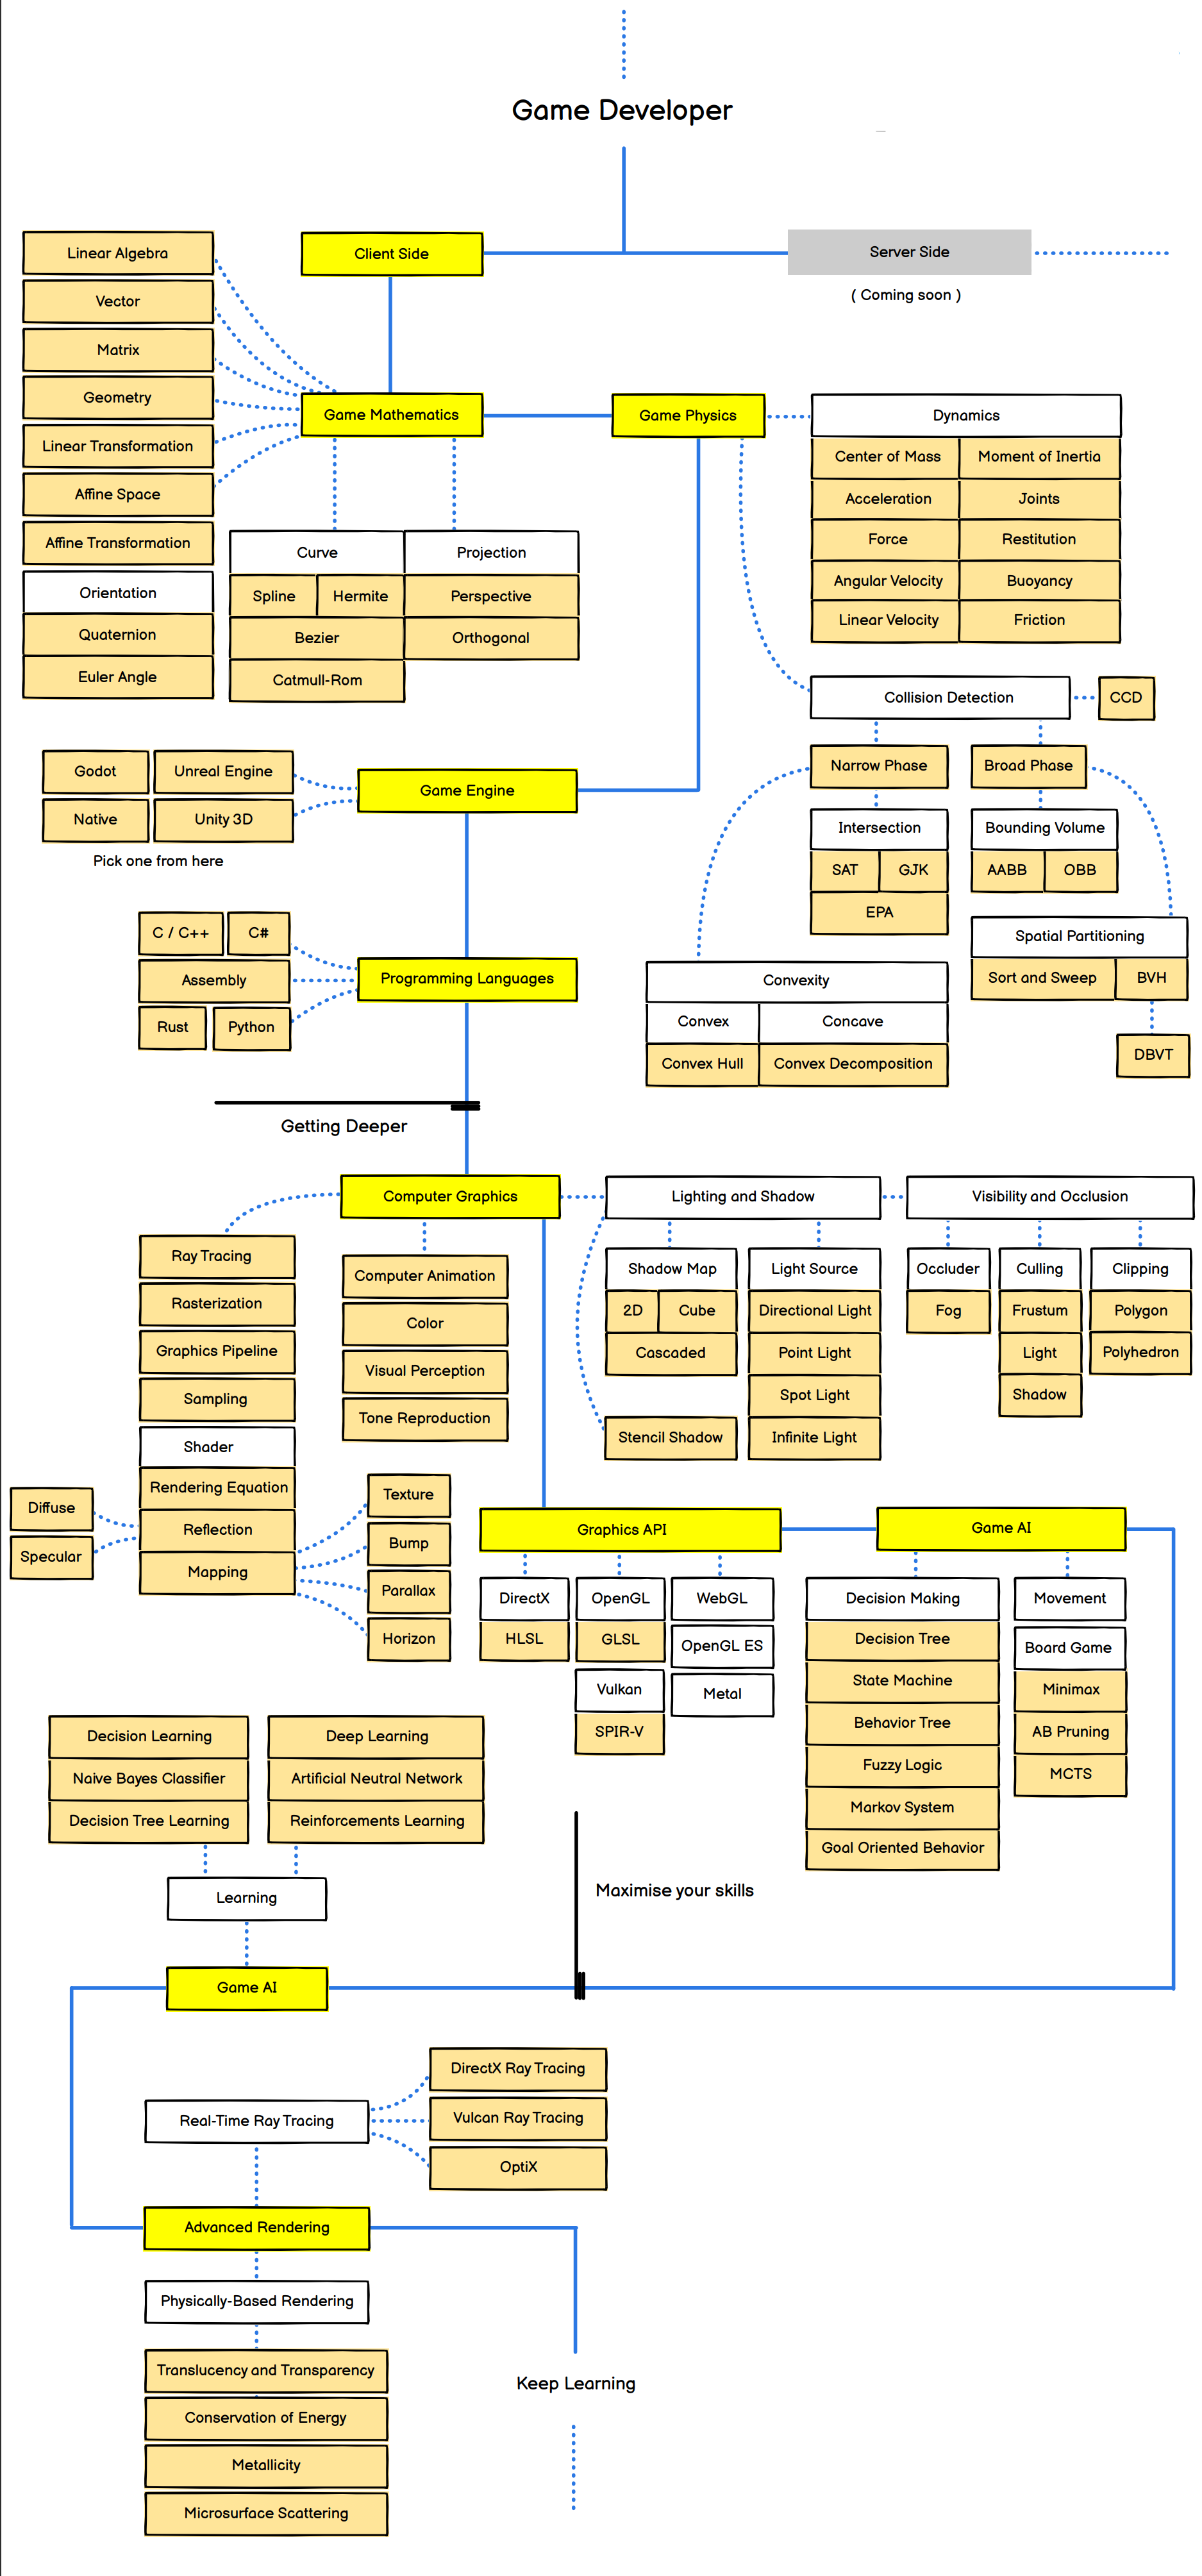 Game Developer
Client Side
Server Side
( Coming soon )
Linear Algebra
Vector
Matrix
Geometry
Linear Transformation
Affine Space
Affine Transformation
Orientation
Quaternion
Euler Angle
Game Mathematics
Curve
Projection
Spline
Hermite
Perspective
Bezier
Orthogonal
Catmull-Rom
Game Physics
Dynamics
Center of Mass
Moment of Inertia
Acceleration
Joints
Force
Restitution
Angular Velocity
Buoyancy
Linear Velocity
Friction
Collision Detection
CCD
Narrow Phase
Broad Phase
Intersection
SAT
GJK
EPA
Bounding Volume
AABB
OBB
Spatial Partitioning
Sort and Sweep
BVH
DBVT
Convexity
Convex
Concave
Convex Hull
Convex Decomposition
Godot
Unreal Engine
Native
Unity 3D
Pick one from here
Game Engine
C / C++
C#
Assembly
Rust
Python
Programming Languages
Getting Deeper
Computer Graphics
Lighting and Shadow
Visibility and Occlusion
Ray Tracing
Rasterization
Graphics Pipeline
Sampling
Shader
Rendering Equation
Reflection
Mapping
Diffuse
Specular
Texture
Bump
Parallax
Horizon
Computer Animation
Color
Visual Perception
Tone Reproduction
Shadow Map
2D
Cube
Cascaded
Stencil Shadow
Light Source
Directional Light
Point Light
Spot Light
Infinite Light
Occluder
Fog
Culling
Frustum
Light
Shadow
Clipping
Polygon
Polyhedron
Graphics API
DirectX
HLSL
OpenGL
GLSL
Vulkan
SPIR-V
WebGL
OpenGL ES
Metal
Game AI
Decision Making
Decision Tree
State Machine
Behavior Tree
Fuzzy Logic
Markov System
Goal Oriented Behavior
Movement
Board Game
Minimax
AB Pruning
MCTS
Decision Learning
Naive Bayes Classifier
Decision Tree Learning
Deep Learning
Artificial Neutral Network
Reinforcements Learning
Learning
Maximise your skills
Game AI
DirectX Ray Tracing
Real-Time Ray Tracing
Vulcan Ray Tracing
OptiX
Advanced Rendering
Physically-Based Rendering
Translucency and Transparency
Conservation of Energy
Metallicity
Microsurface Scattering
Keep Learning